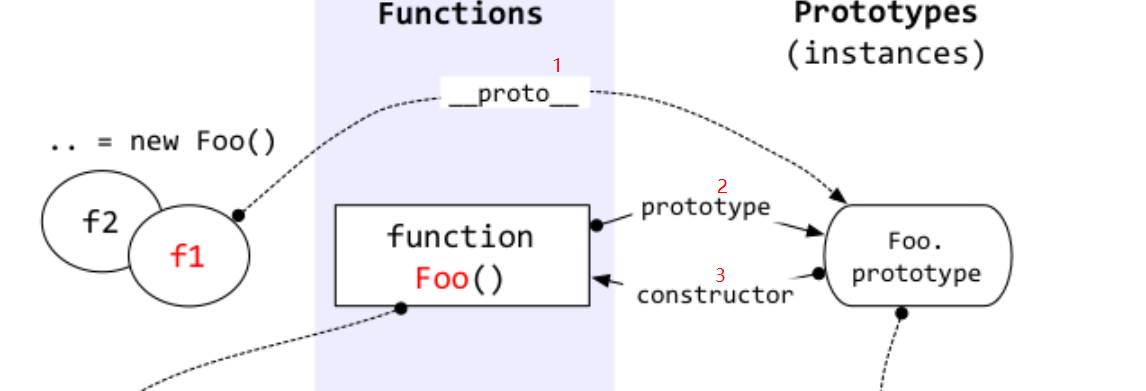 Functions
Prototypes
(instances)
1
__proto__
.. = new Foo()
f2
f1
function
Foo()
2
prototype
3
constructor
Foo.
prototype